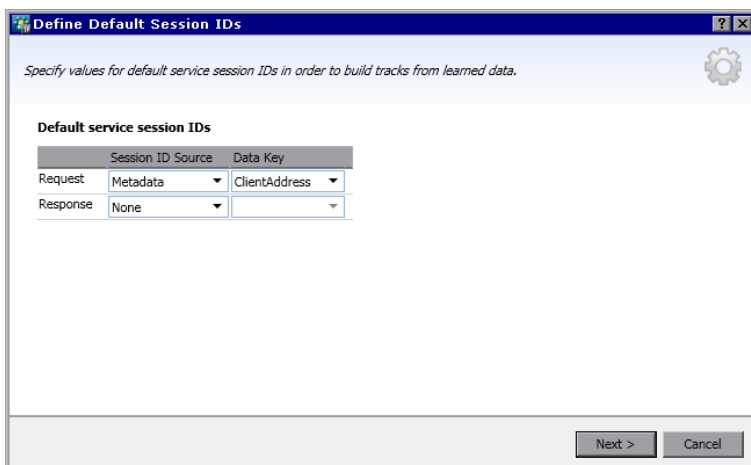 Define Default Session IDs
Specify values for default service session IDs in order to build tracks from learned data.
Default service session IDs
Session ID Source Data Key
Request Metadata ClientAddress
Response None
Next > Cancel